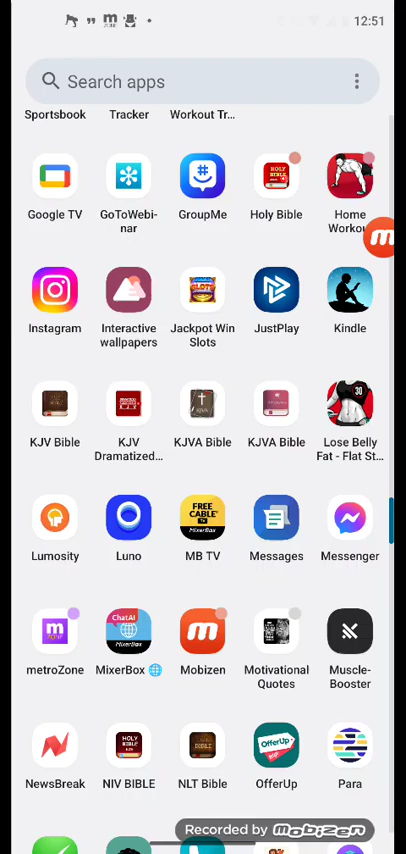 12:51
Search apps
Sportsbook Tracker Workout Tr...
Google TV GoToWebi- GroupMe Holy Bible Home
nar Workou
Instagram Interactive Jackpot Win JustPlay Kindle
wallpapers Slots
KJV Bible KJV KJVA Bible KJVA Bible Lose Belly
Dramatized... Fat - Flat St...
Lumosity Luno MB TV Messages Messenger
metroZone MixerBox Mobizen Motivational Muscle-
Quotes Booster
NewsBreak NIV BIBLE NLT Bible OfferUp Para
Recorded by mobizen